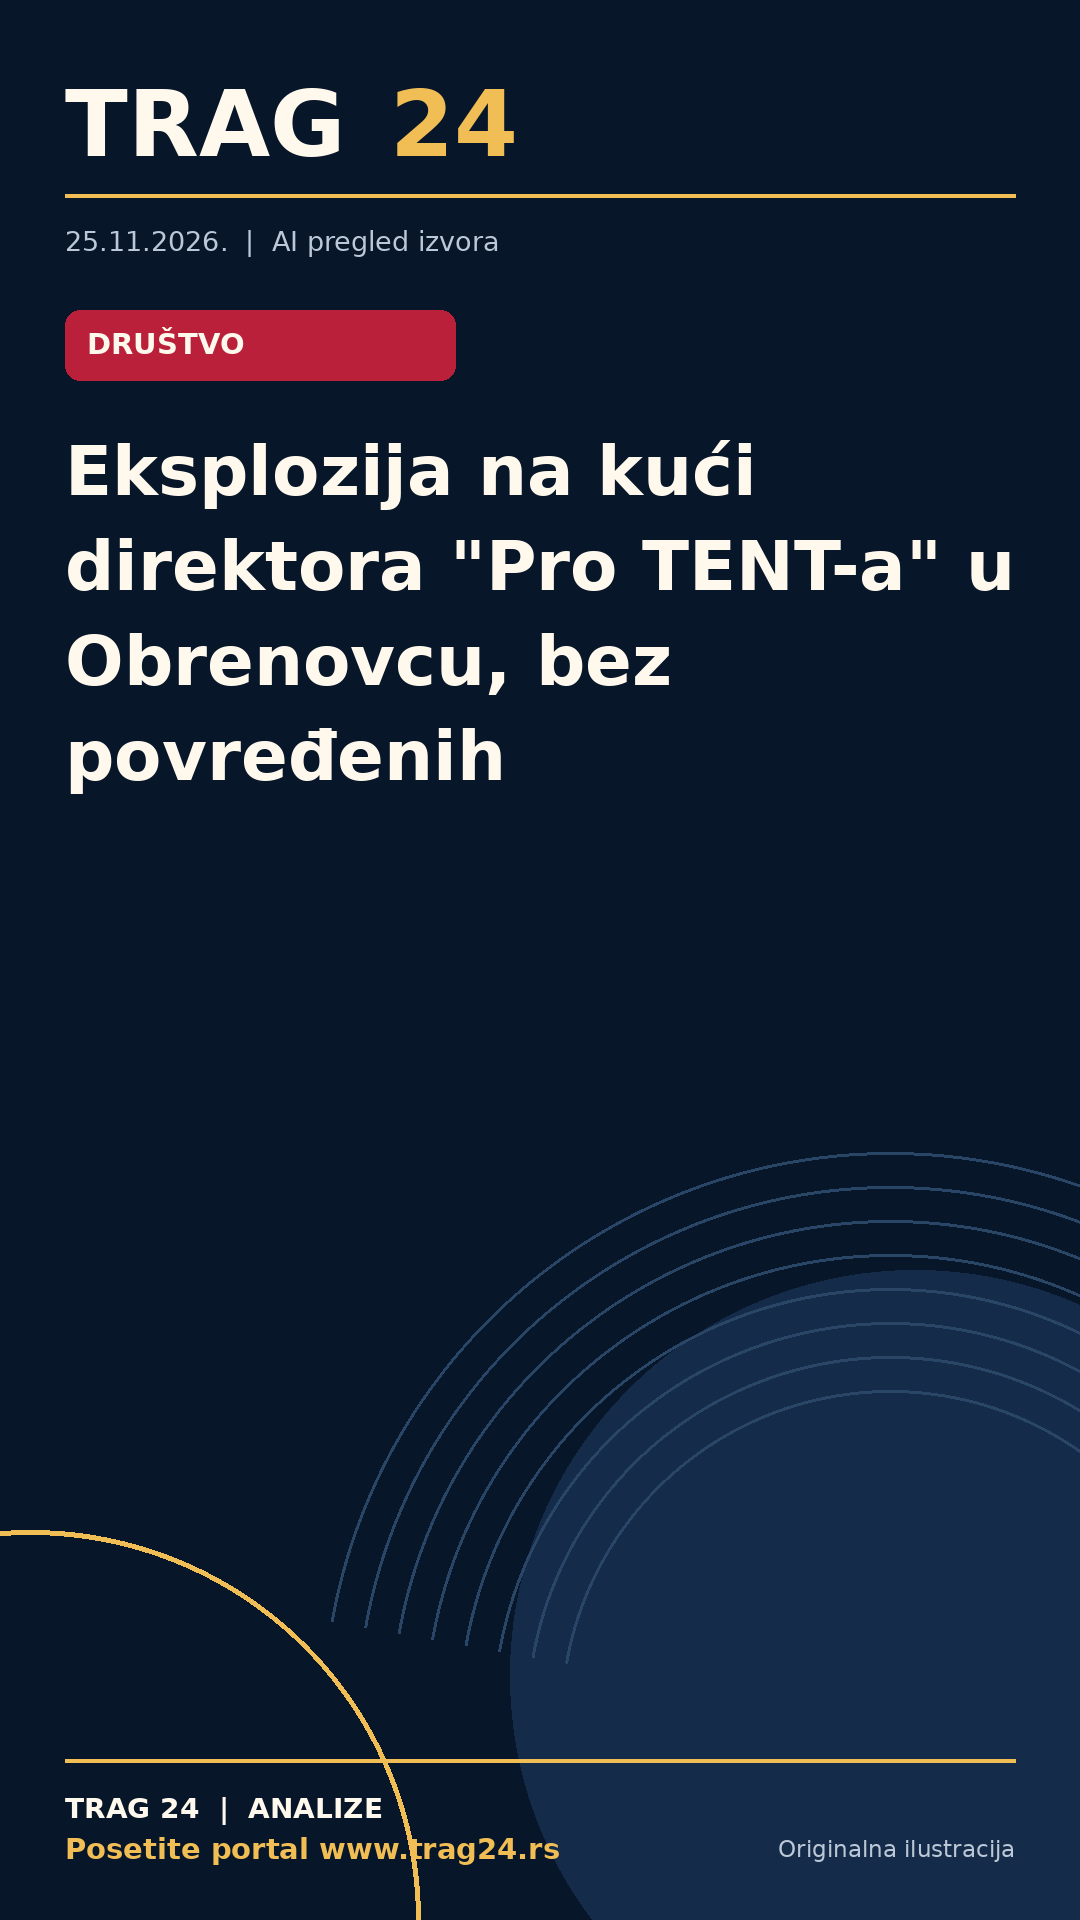 TRAG 24
25.11.2026. | AI pregled izvora
DRUŠTVO
Eksplozija na kući
direktora "Pro TENT-a" u
Obrenovcu, bez
povređenih
TRAG 24 | ANALIZE
Posetite portal www.trag24.rs
Originalna ilustracija